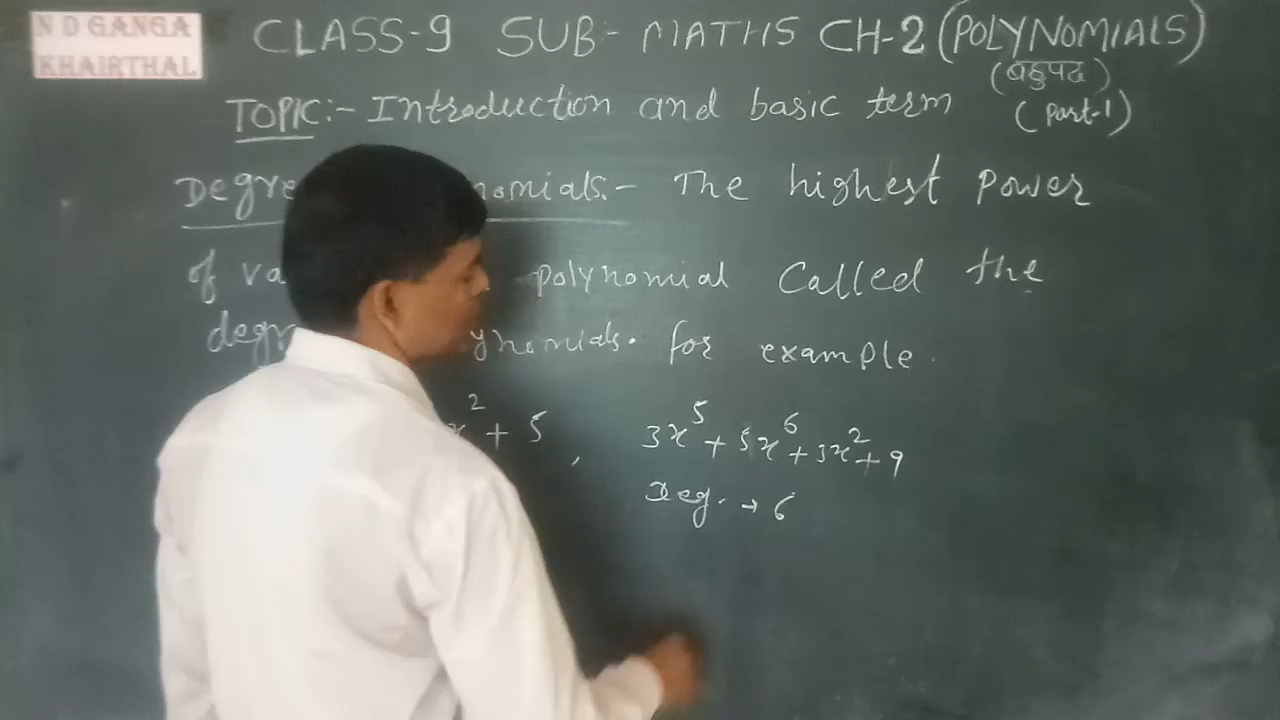 N D GANGA
KHAIRTHAL
CLASS-9 SUB:- MATHS CH-2 (POLYNOMIALS)
(बहुपद)
TOPIC:- Introduction and basic term (Part-1)
Degre nomials:- The highest Power
of va polynomial Called the
degr ynomials. for example.
x² + 5 , 3x⁵ + 5x⁶ + 3x² + 9
Deg. → 6